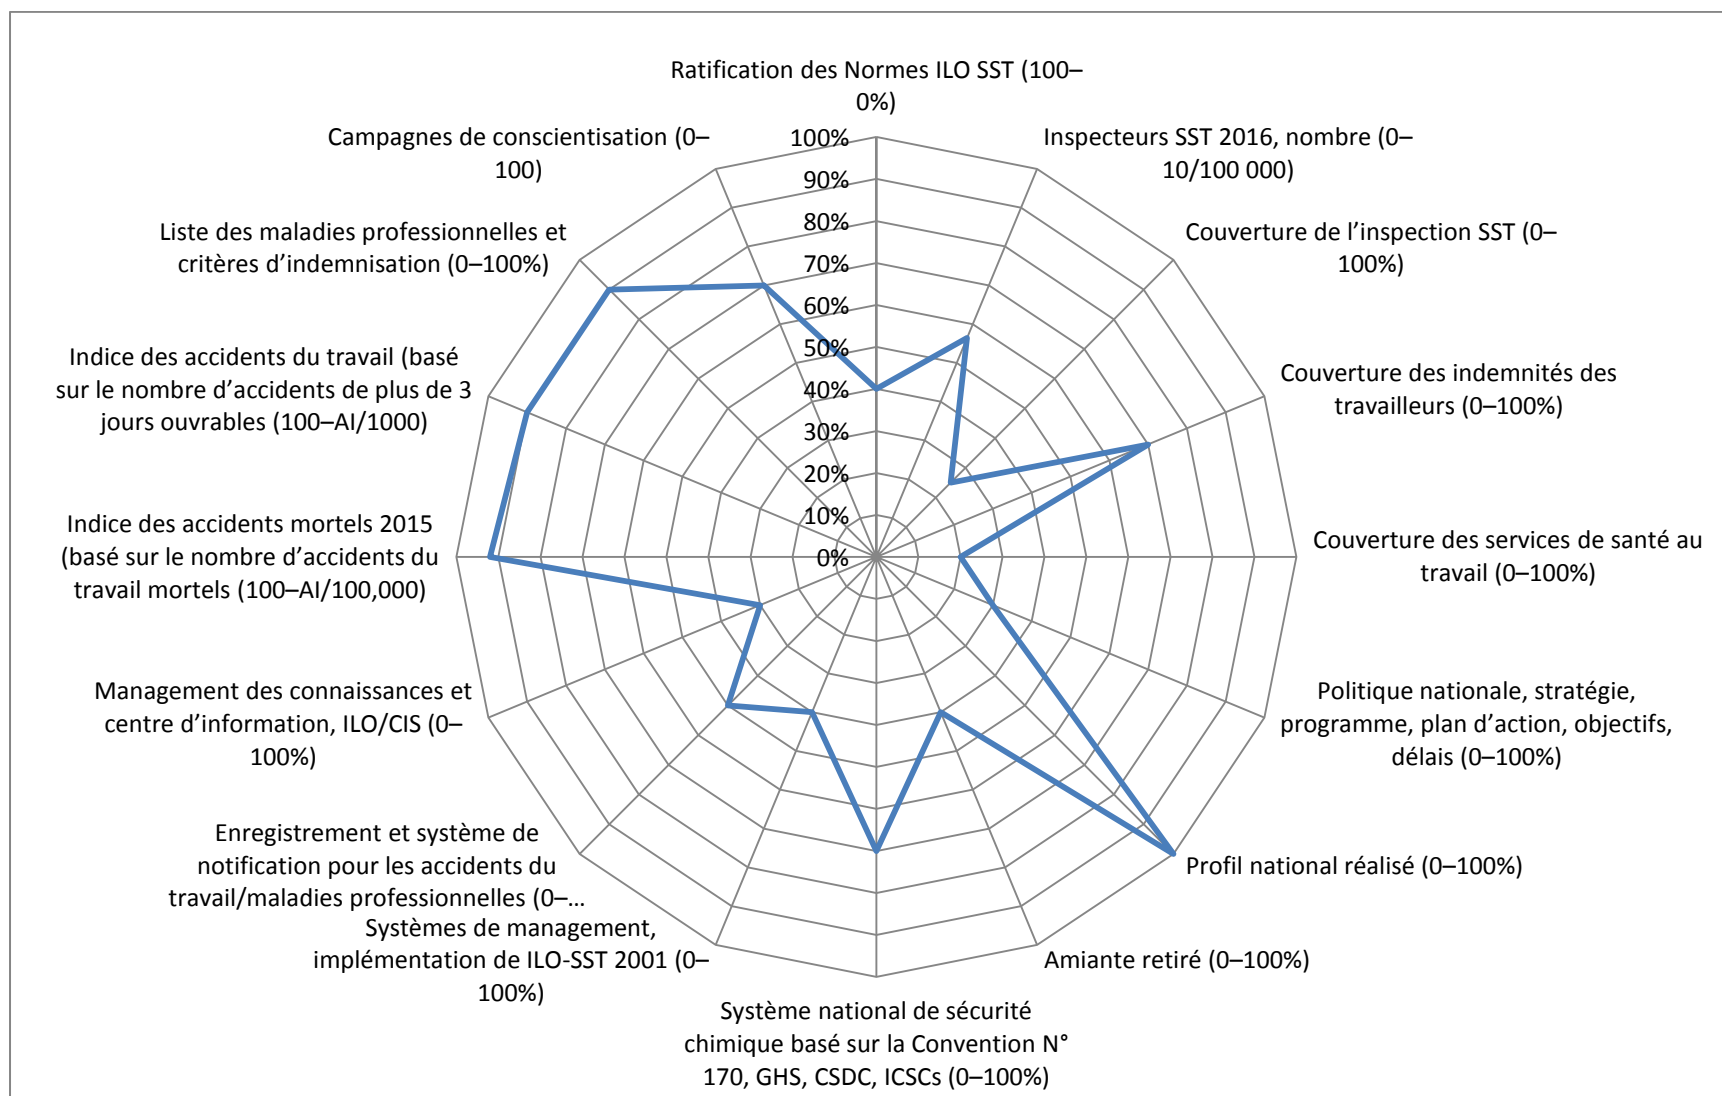 Ratification des Normes ILO SST (100–
0%)
Inspecteurs SST 2016, nombre (0–
10/100 000)
Couverture de l’inspection SST (0–
100%)
Couverture des indemnités des
travailleurs (0–100%)
Couverture des services de santé au
travail (0–100%)
Politique nationale, stratégie,
programme, plan d’action, objectifs,
délais (0–100%)
Profil national réalisé (0–100%)
Amiante retiré (0–100%)
Système national de sécurité
chimique basé sur la Convention N°
170, GHS, CSDC, ICSCs (0–100%)
Systèmes de management,
implémentation de ILO-SST 2001 (0–
100%)
Enregistrement et système de
notification pour les accidents du
travail/maladies professionnelles (0–...
Management des connaissances et
centre d’information, ILO/CIS (0–
100%)
Indice des accidents mortels 2015
(basé sur le nombre d’accidents du
travail mortels (100–AI/100,000)
Indice des accidents du travail (basé
sur le nombre d’accidents de plus de 3
jours ouvrables (100–AI/1000)
Liste des maladies professionnelles et
critères d’indemnisation (0–100%)
Campagnes de conscientisation (0–
100)
100%
90%
80%
70%
60%
50%
40%
30%
20%
10%
0%